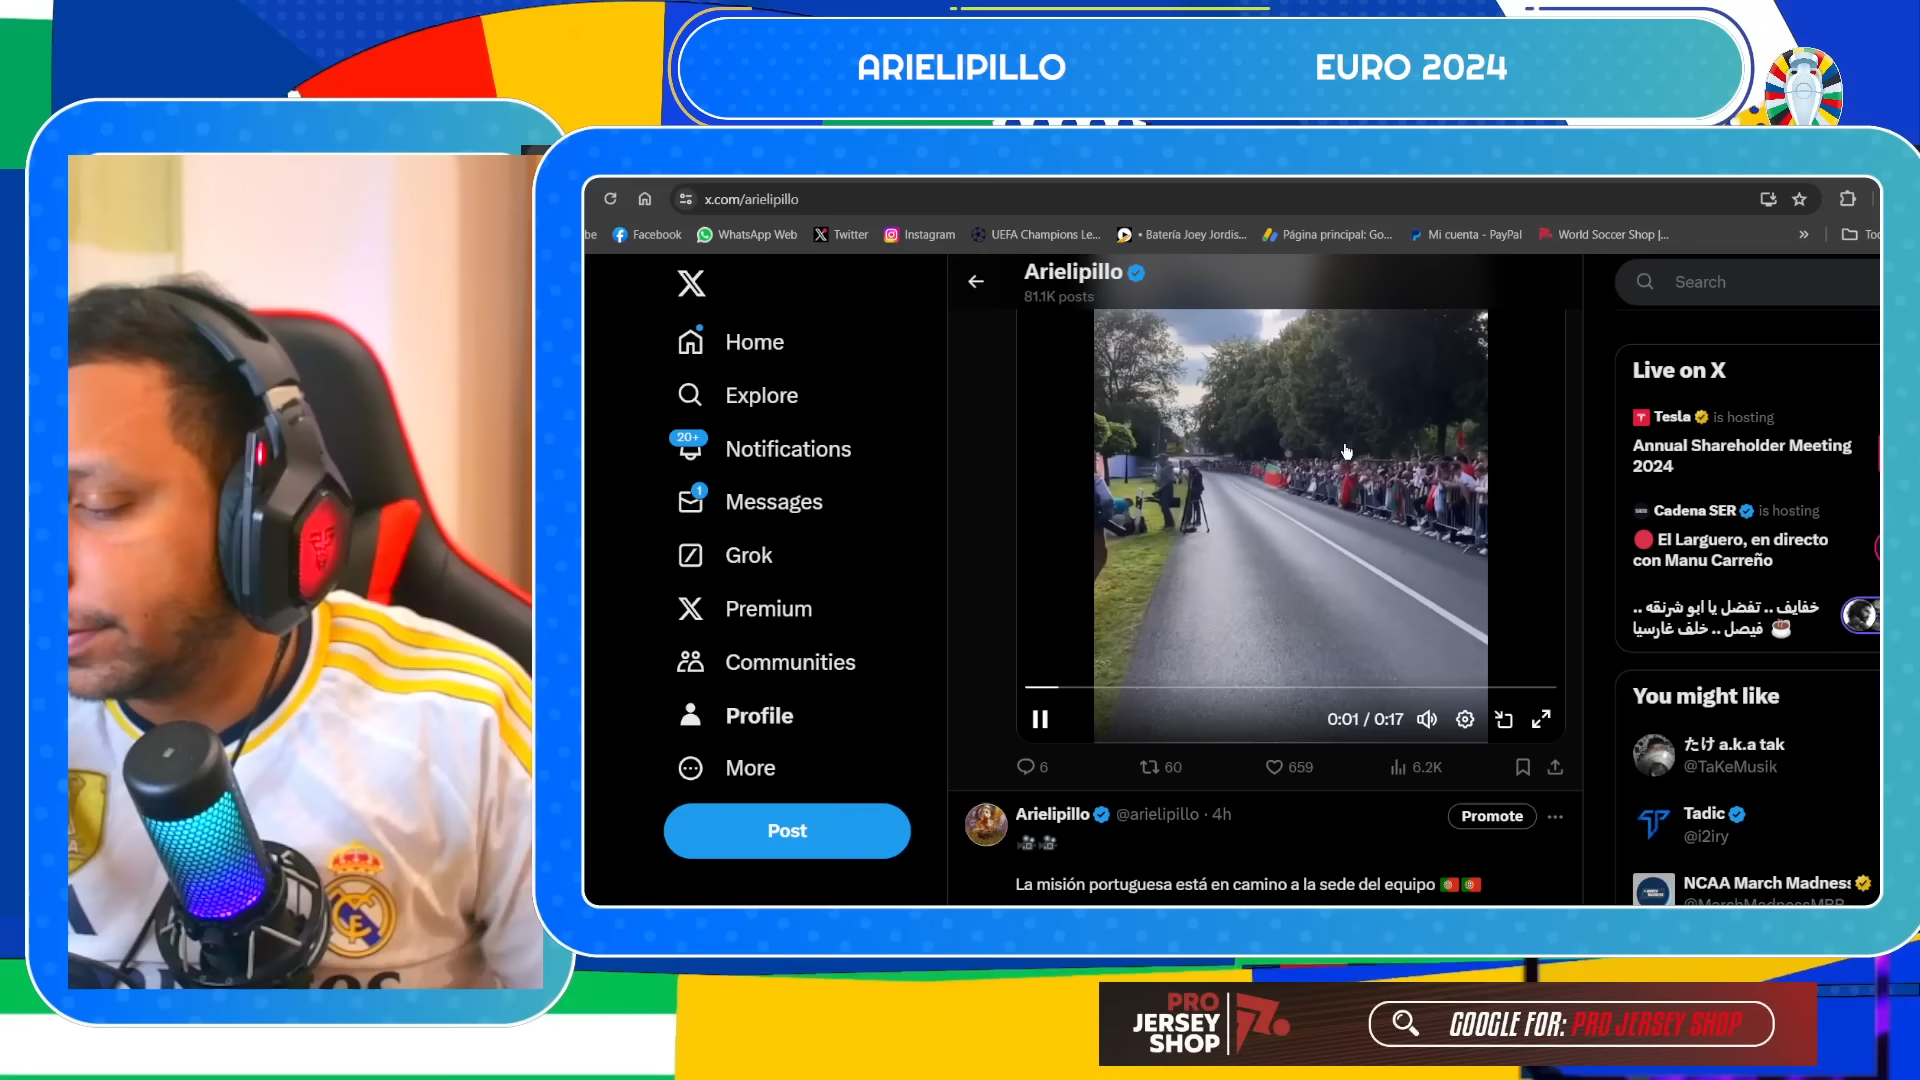 ARIELIPILLO
EURO 2024
x.com/arielipillo
be
Facebook
WhatsApp Web
Twitter
Instagram
UEFA Champions Le...
• Batería Joey Jordis...
Página principal: Go...
Mi cuenta - PayPal
World Soccer Shop |...
»
Home
Explore
20+
Notifications
1
Messages
Grok
Premium
Communities
Profile
More
Post
Arielipillo
81.1K posts
0:01 / 0:17
6
60
659
6.2K
Arielipillo @arielipillo · 4h
Promote
La misión portuguesa está en camino a la sede del equipo
Search
Live on X
Tesla is hosting
Annual Shareholder Meeting
2024
Cadena SER is hosting
El Larguero, en directo
con Manu Carreño
خفايف .. تفضل يا ابو شرنقه ..
فيصل .. خلف غارسيا
You might like
たけ a.k.a tak
@TaKeMusik
Tadic
@i2iry
NCAA March Madness
@MarchMadnessMBB
PRO
JERSEY
SHOP
GOOGLE FOR: PRO JERSEY SHOP